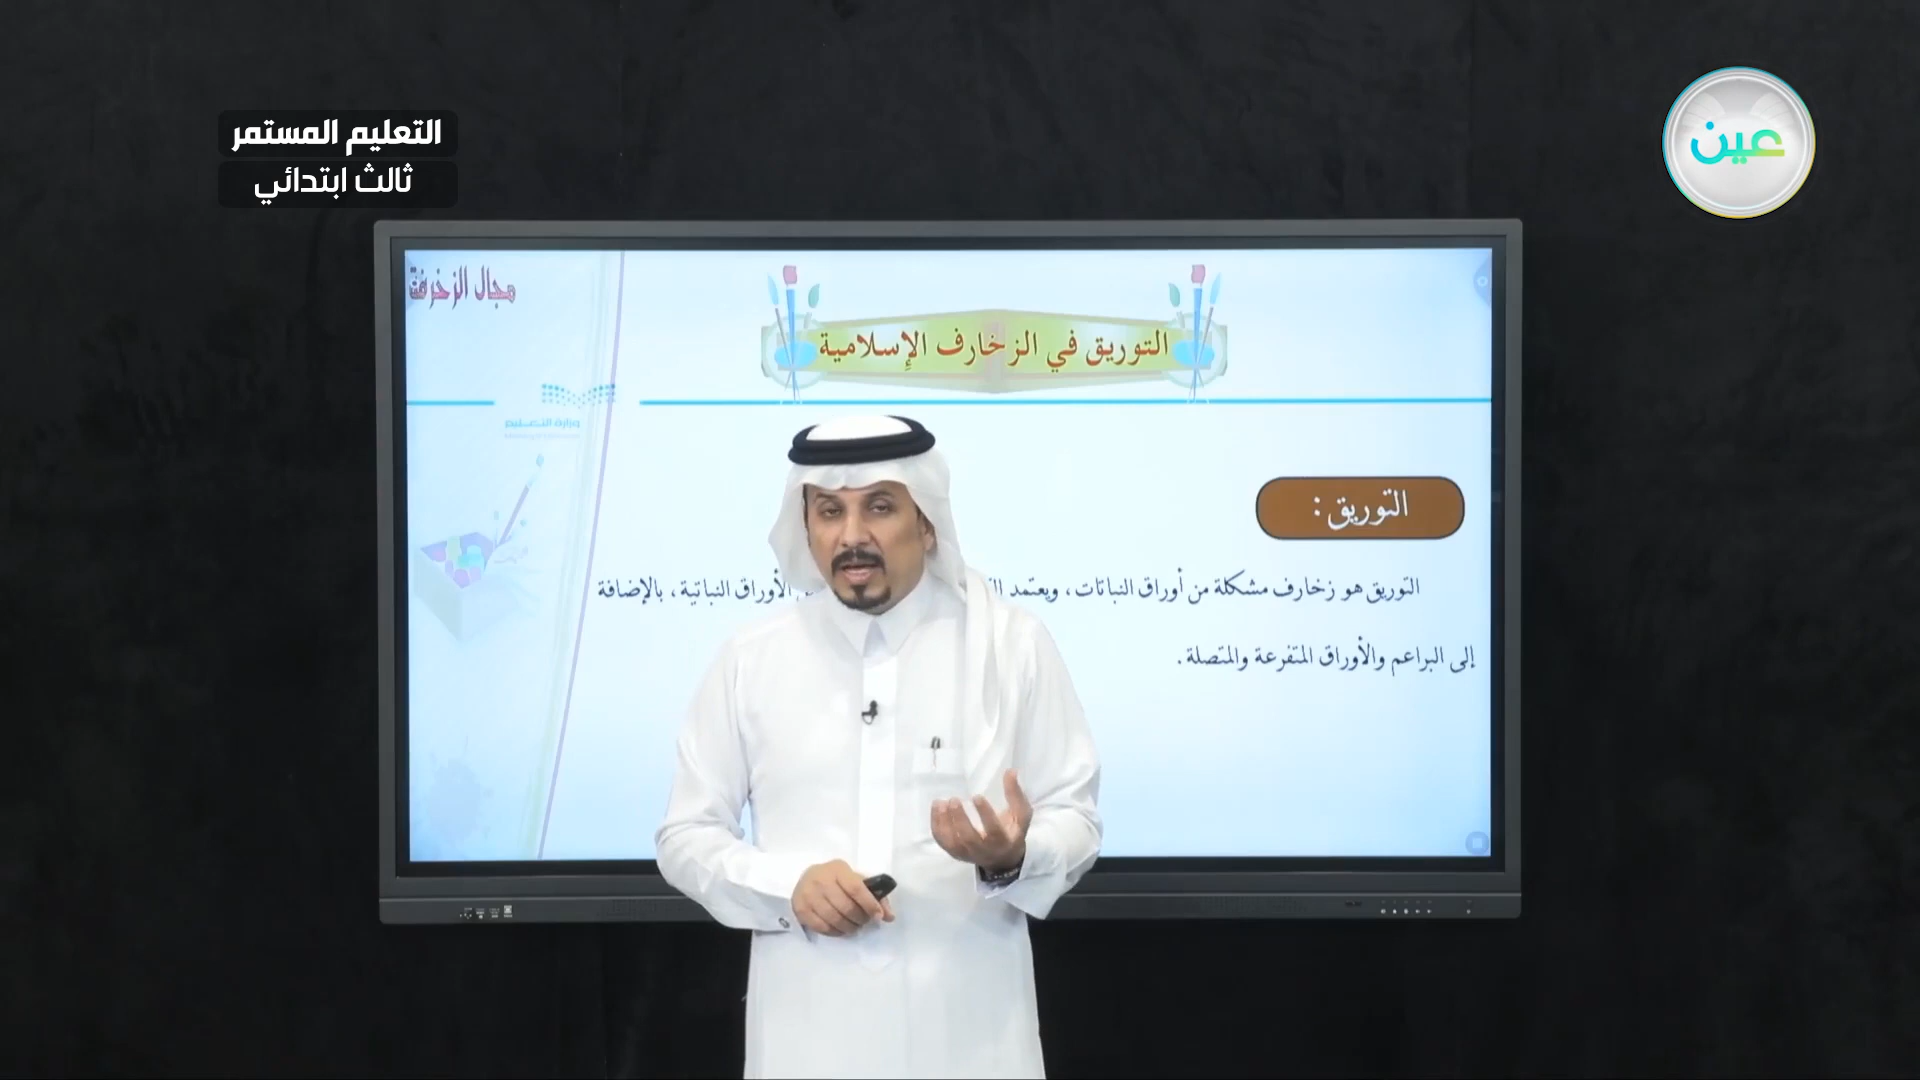 التعليم المستمر
ثالث ابتدائي
عين
مجال الزخرفة
التوريق في الزخارف الإسلامية
وزارة التعليم
التوريق :
التوريق هو زخارف مشكلة من أوراق النباتات ، ويعتمد الأوراق النباتية ، بالإضافة
إلى البراعم والأوراق المتفرعة والمتصلة .